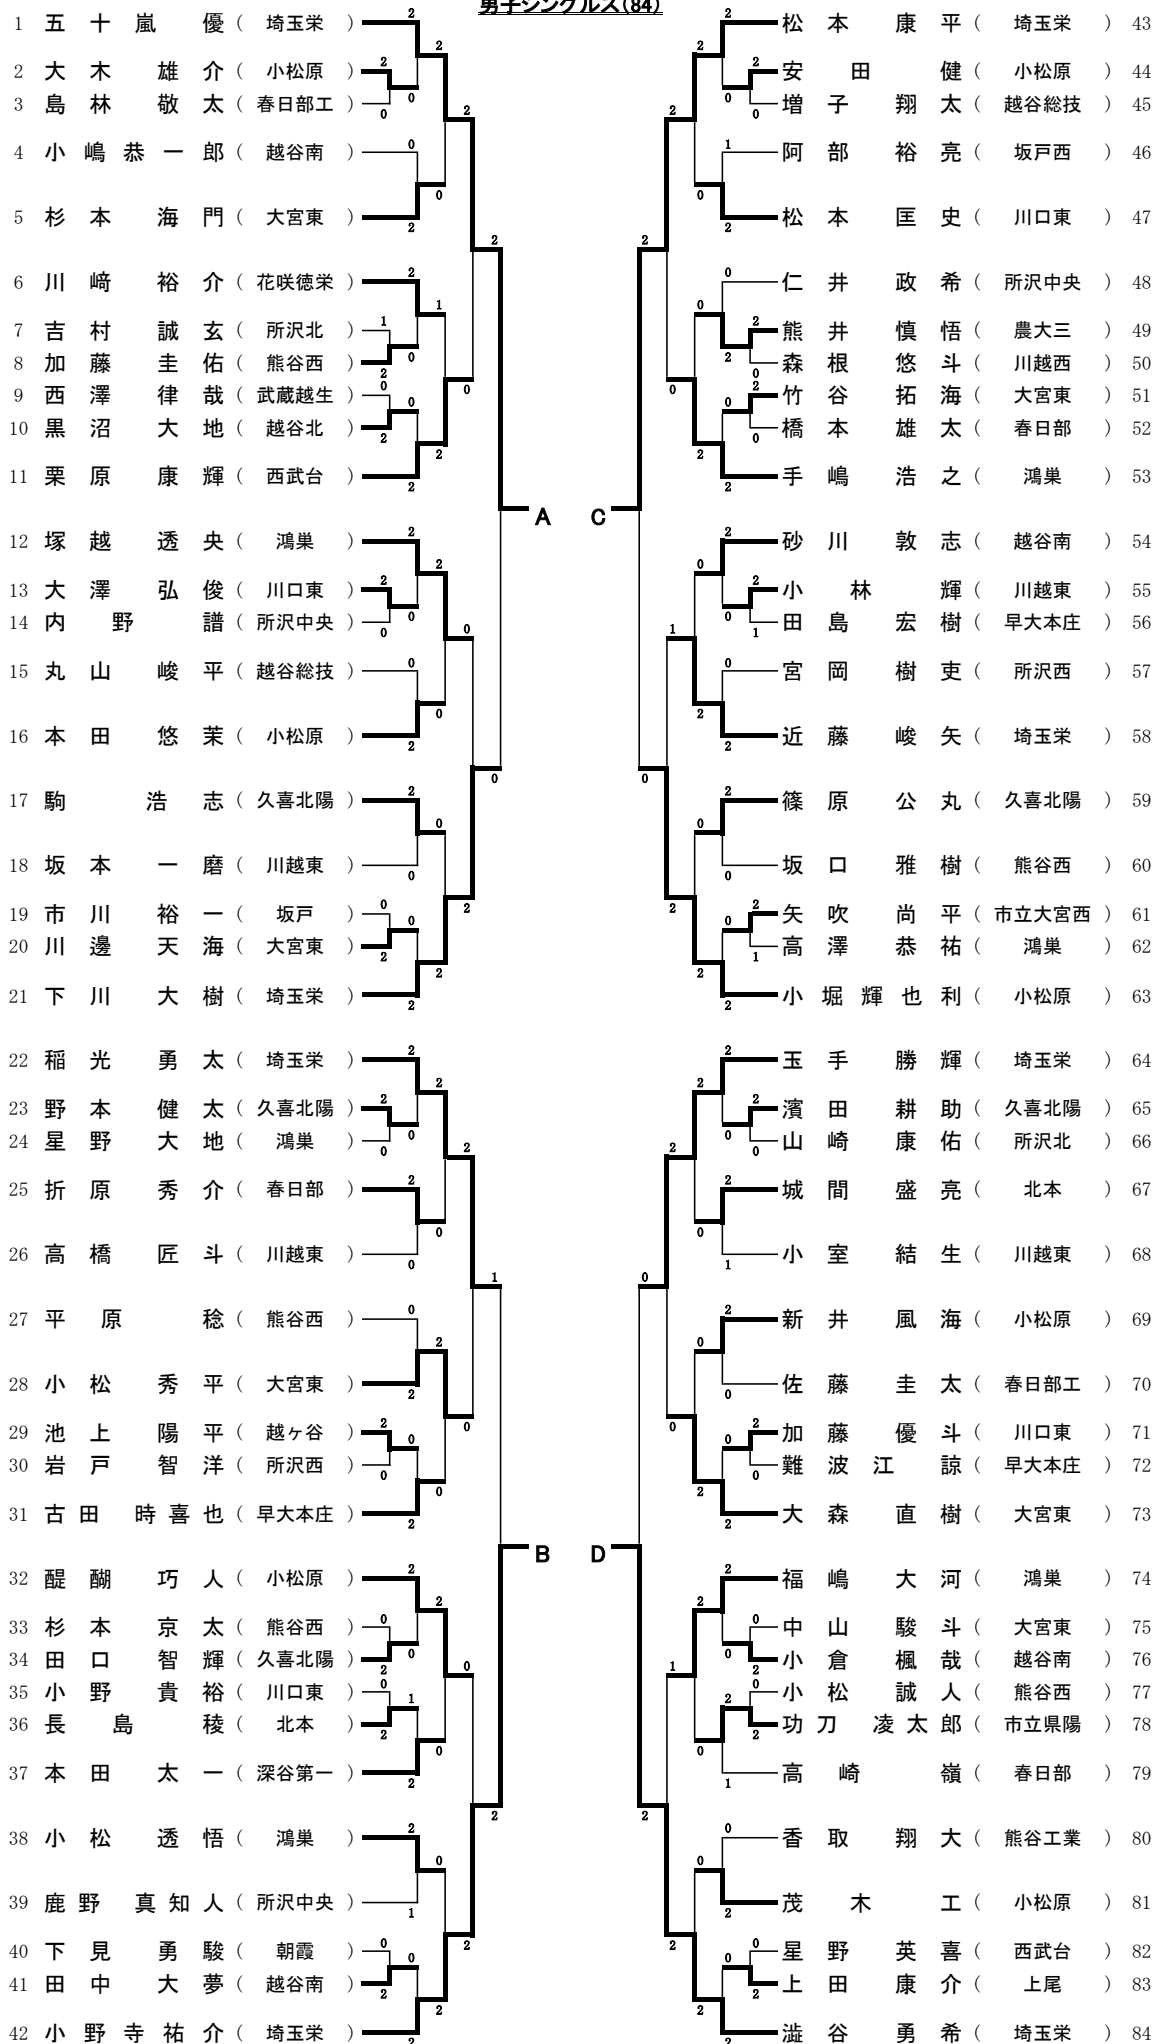 男子シングルス(84)
1 五十嵐 優 ( 埼玉栄 )
2 大木 雄介 ( 小松原 )
3 島林 敬太 ( 春日部工 )
4 小嶋 恭一郎 ( 越谷南 )
5 杉本 海門 ( 大宮東 )
6 川﨑 裕介 ( 花咲徳栄 )
7 吉村 誠玄 ( 所沢北 )
8 加藤 圭佑 ( 熊谷西 )
9 西澤 律哉 ( 武蔵越生 )
10 黒沼 大地 ( 越谷北 )
11 栗原 康輝 ( 西武台 )
12 塚越 透央 ( 鴻巣 )
13 大澤 弘俊 ( 川口東 )
14 内野 譜 ( 所沢中央 )
15 丸山 峻平 ( 越谷総技 )
16 本田 悠茉 ( 小松原 )
17 駒 浩志 ( 久喜北陽 )
18 坂本 一磨 ( 川越東 )
19 市川 裕一 ( 坂戸 )
20 川邊 天海 ( 大宮東 )
21 下川 大樹 ( 埼玉栄 )
22 稲光 勇太 ( 埼玉栄 )
23 野本 健太 ( 久喜北陽 )
24 星野 大地 ( 鴻巣 )
25 折原 秀介 ( 春日部 )
26 高橋 匠斗 ( 川越東 )
27 平原 稔 ( 熊谷西 )
28 小松 秀平 ( 大宮東 )
29 池上 陽平 ( 越ヶ谷 )
30 岩戸 智洋 ( 所沢西 )
31 古田 時喜也 ( 早大本庄 )
32 醍醐 巧人 ( 小松原 )
33 杉本 京太 ( 熊谷西 )
34 田口 智輝 ( 久喜北陽 )
35 小野 貴裕 ( 川口東 )
36 長島 稜 ( 北本 )
37 本田 太一 ( 深谷第一 )
38 小松 透悟 ( 鴻巣 )
39 鹿野 真知人 ( 所沢中央 )
40 下見 勇駿 ( 朝霞 )
41 田中 大夢 ( 越谷南 )
42 小野寺 祐介 ( 埼玉栄 )
A
B
C
D
松本 康平 ( 埼玉栄 ) 43
安田 健 ( 小松原 ) 44
増子 翔太 ( 越谷総技 ) 45
阿部 裕亮 ( 坂戸西 ) 46
松本 匡史 ( 川口東 ) 47
仁井 政希 ( 所沢中央 ) 48
熊井 慎悟 ( 農大三 ) 49
森根 悠斗 ( 川越西 ) 50
竹谷 拓海 ( 大宮東 ) 51
橋本 雄太 ( 春日部 ) 52
手嶋 浩之 ( 鴻巣 ) 53
砂川 敦志 ( 越谷南 ) 54
小林 輝 ( 川越東 ) 55
田島 宏樹 ( 早大本庄 ) 56
宮岡 樹吏 ( 所沢西 ) 57
近藤 峻矢 ( 埼玉栄 ) 58
篠原 公丸 ( 久喜北陽 ) 59
坂口 雅樹 ( 熊谷西 ) 60
矢吹 尚平 ( 市立大宮西 ) 61
高澤 恭祐 ( 鴻巣 ) 62
小堀 輝也利 ( 小松原 ) 63
玉手 勝輝 ( 埼玉栄 ) 64
濱田 耕助 ( 久喜北陽 ) 65
山崎 康佑 ( 所沢北 ) 66
城間 盛亮 ( 北本 ) 67
小室 結生 ( 川越東 ) 68
新井 風海 ( 小松原 ) 69
佐藤 圭太 ( 春日部工 ) 70
加藤 優斗 ( 川口東 ) 71
難波江 諒 ( 早大本庄 ) 72
大森 直樹 ( 大宮東 ) 73
福嶋 大河 ( 鴻巣 ) 74
中山 駿斗 ( 大宮東 ) 75
小倉 楓哉 ( 越谷南 ) 76
小松 誠人 ( 熊谷西 ) 77
功刀 凌太郎 ( 市立県陽 ) 78
高崎 嶺 ( 春日部 ) 79
香取 翔大 ( 熊谷工業 ) 80
茂木 工 ( 小松原 ) 81
星野 英喜 ( 西武台 ) 82
上田 康介 ( 上尾 ) 83
澁谷 勇希 ( 埼玉栄 ) 84